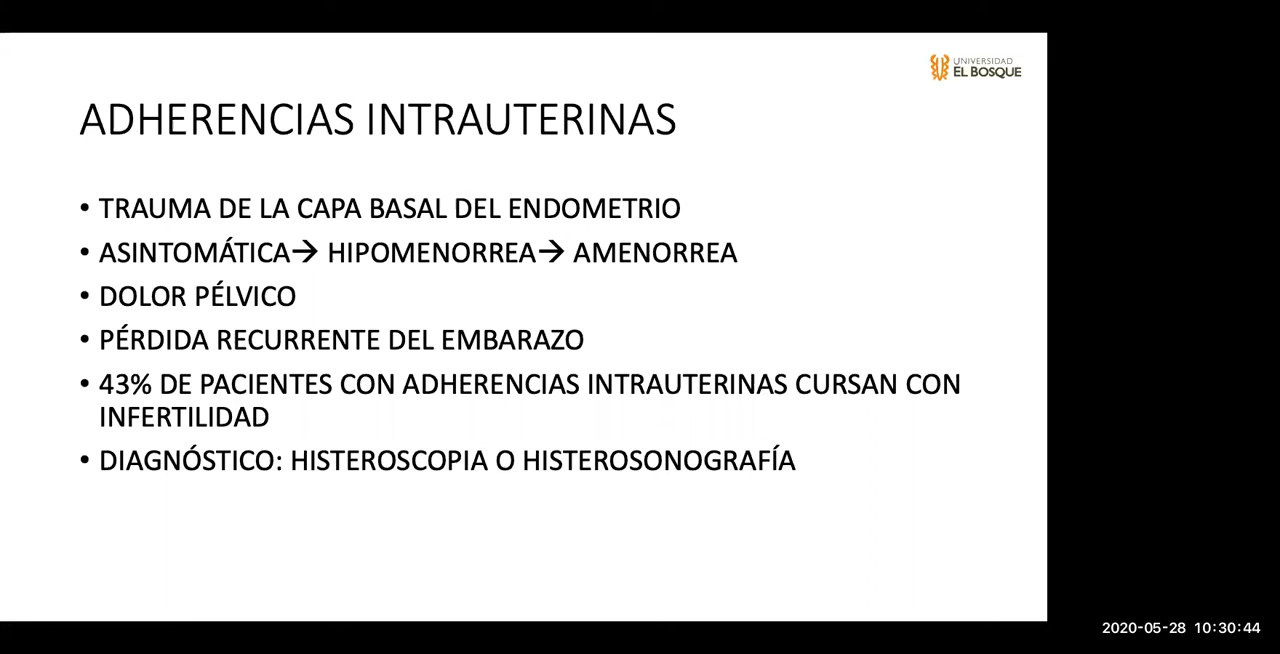 UNIVERSIDAD
EL BOSQUE
ADHERENCIAS INTRAUTERINAS
• TRAUMA DE LA CAPA BASAL DEL ENDOMETRIO
• ASINTOMÁTICA→ HIPOMENORREA→ AMENORREA
• DOLOR PÉLVICO
• PÉRDIDA RECURRENTE DEL EMBARAZO
• 43% DE PACIENTES CON ADHERENCIAS INTRAUTERINAS CURSAN CON
INFERTILIDAD
• DIAGNÓSTICO: HISTEROSCOPIA O HISTEROSONOGRAFÍA
2020-05-28 10:30:44